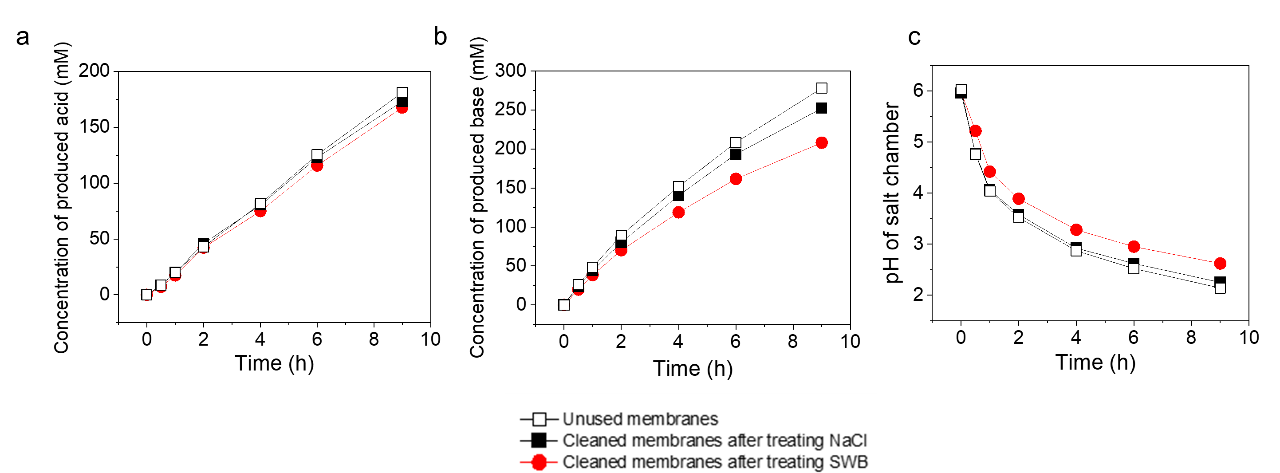 a
Concentration of produced acid (mM)
200
150
100
50
0
0 2 4 6 8 10
Time (h)
b
Concentration of produced base (mM)
300
250
200
150
100
50
0
0 2 4 6 8 10
Time (h)
c
pH of salt chamber
6
5
4
3
2
0 2 4 6 8 10
Time (h)
Unused membranes
Cleaned membranes after treating NaCl
Cleaned membranes after treating SWB